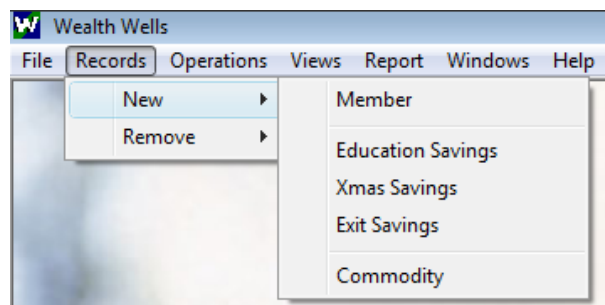 W Wealth Wells
File Records Operations Views Report Windows Help
New Member
Remove Education Savings
Xmas Savings
Exit Savings
Commodity